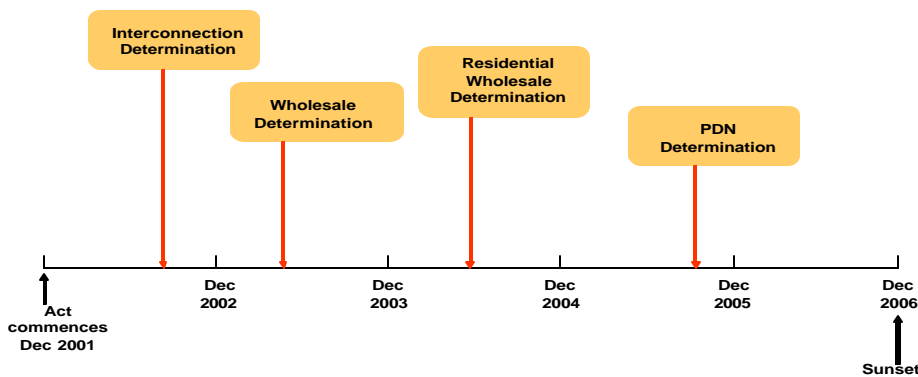 Interconnection
Determination
Wholesale
Determination
Residential
Wholesale
Determination
PDN
Determination
Dec
2002
Dec
2003
Dec
2004
Dec
2005
Dec
2006
Act
commences
Dec 2001
Sunset